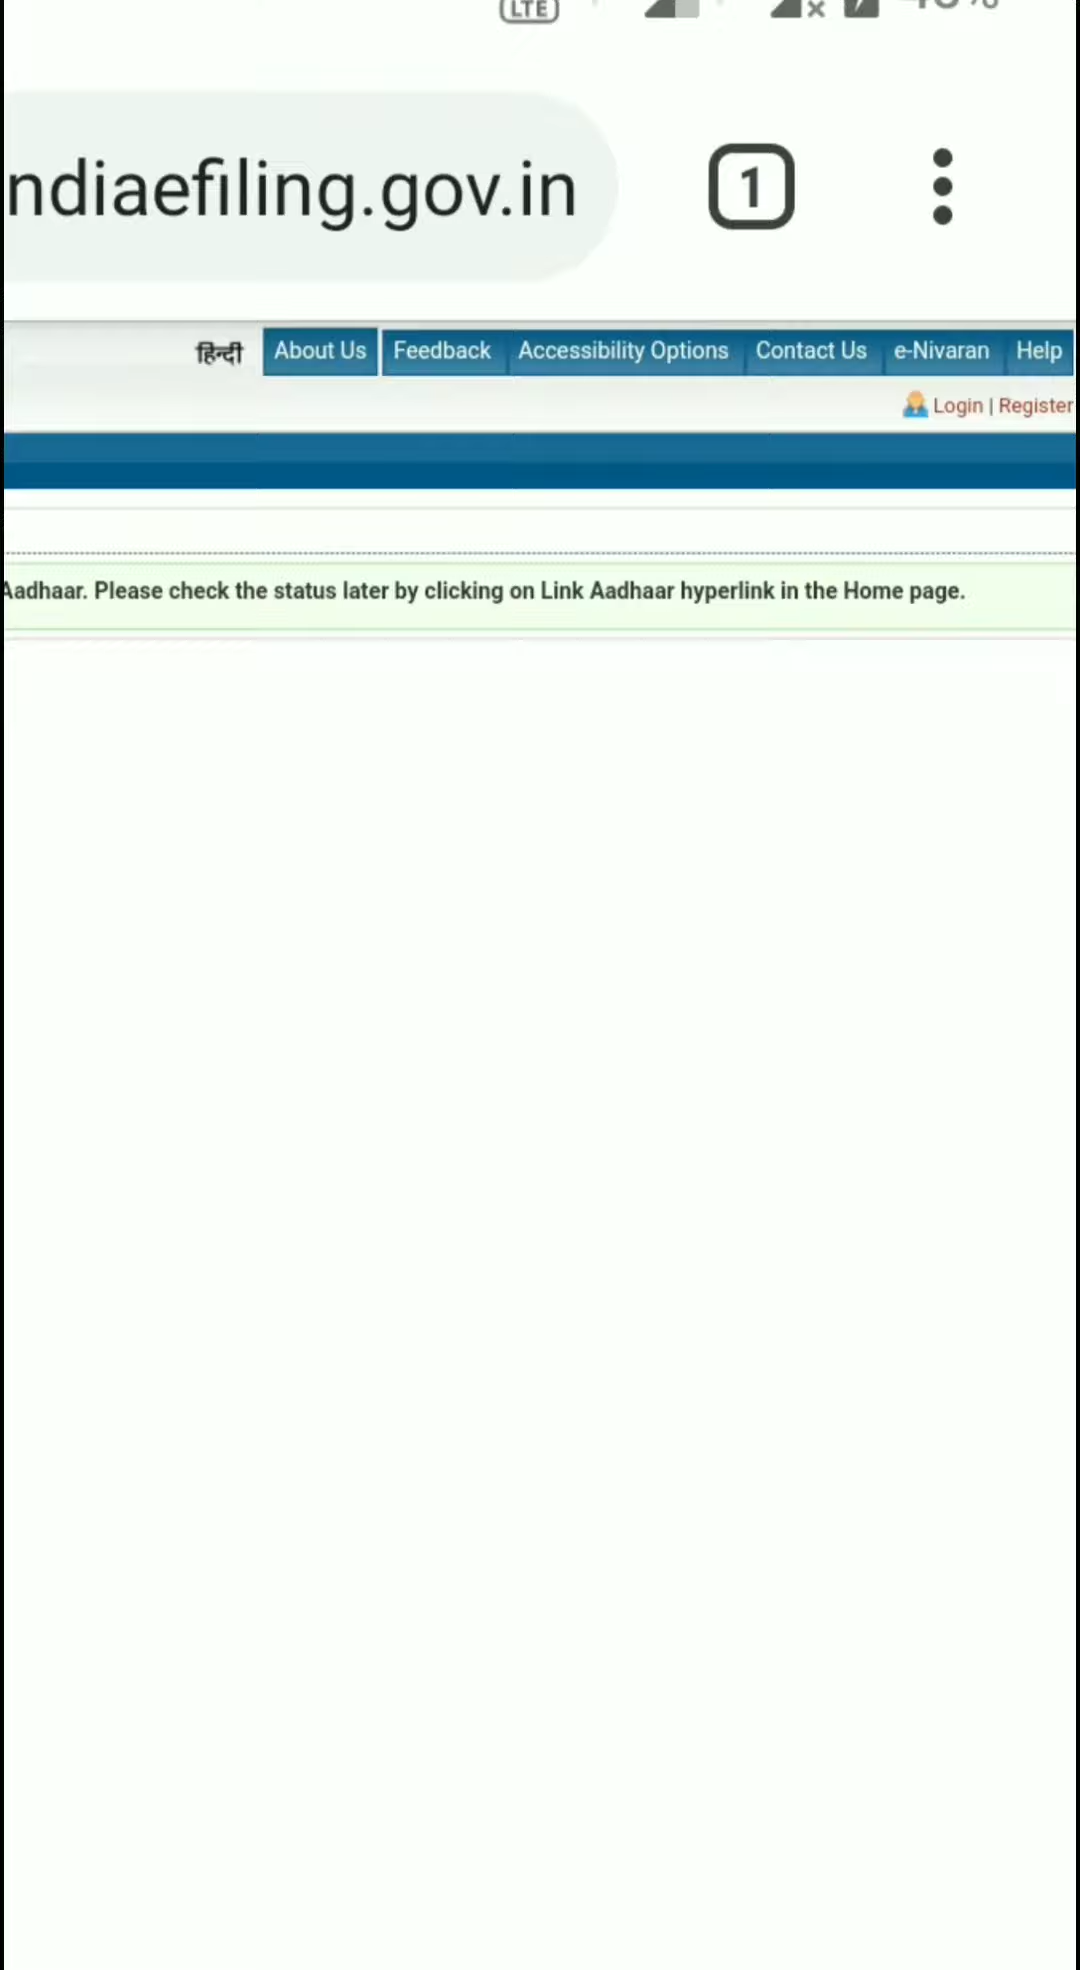 LTE
ndiaefiling.gov.in
1
हिन्दी About Us Feedback Accessibility Options Contact Us e-Nivaran Help
Login | Register
Aadhaar. Please check the status later by clicking on Link Aadhaar hyperlink in the Home page.